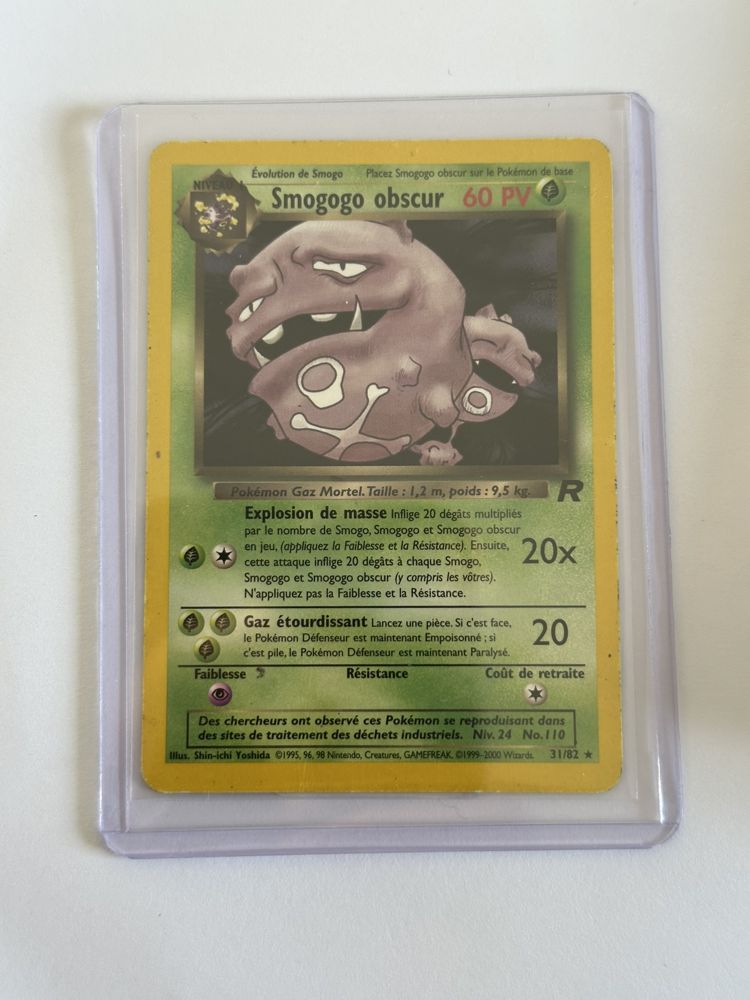 Évolution de Smogo Placez Smogogo obscur sur le Pokémon de base
NIVEAU 1
Smogogo obscur 60 PV
Pokémon Gaz Mortel. Taille : 1,2 m, poids : 9,5 kg.
R
Explosion de masse Inflige 20 dégâts multipliés
par le nombre de Smogo, Smogogo et Smogogo obscur
en jeu, (appliquez la Faiblesse et la Résistance). Ensuite,
cette attaque inflige 20 dégâts à chaque Smogo,
Smogogo et Smogogo obscur (y compris les vôtres).
N'appliquez pas la Faiblesse et la Résistance.
20x
Gaz étourdissant Lancez une pièce. Si c'est face,
le Pokémon Défenseur est maintenant Empoisonné ; si
c'est pile, le Pokémon Défenseur est maintenant Paralysé.
20
Faiblesse Résistance Coût de retraite
Des chercheurs ont observé ces Pokémon se reproduisant dans
des sites de traitement des déchets industriels. Niv. 24 No. 110
Illus. Shin-ichi Yoshida ©1995, 96, 98 Nintendo, Creatures, GAMEFREAK. ©1999-2000 Wizards. 31/82 ★